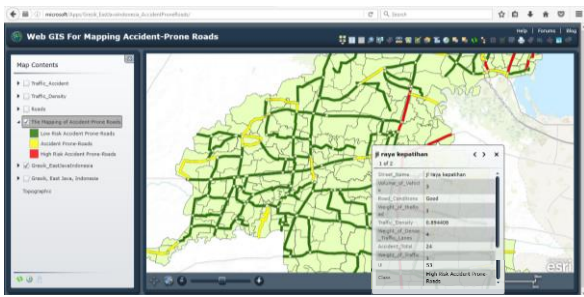 microsoft/Apps/Gresik_EastJavaIndonesia_AccidentProneRoads/
Search
Web GIS For Mapping Accident-Prone Roads
Help | Forums | Blog
Map Contents
Traffic_Accident
Traffic_Density
Roads
The Mapping of Accident-Prone Roads
Low Risk Accident Prone-Roads
Accident Prone-Roads
High Risk Accident Prone-Roads
Gresik_EastJavaIndonesia
Gresik, East Java, Indonesia
Topographic
jl raya kepatihan
1 of 2
Street_Name jl raya kepatihan
Road_Conditions Good
Traffic_Density
Accident_Total 24
53
Class High Risk Accident Prone-Roads
esri